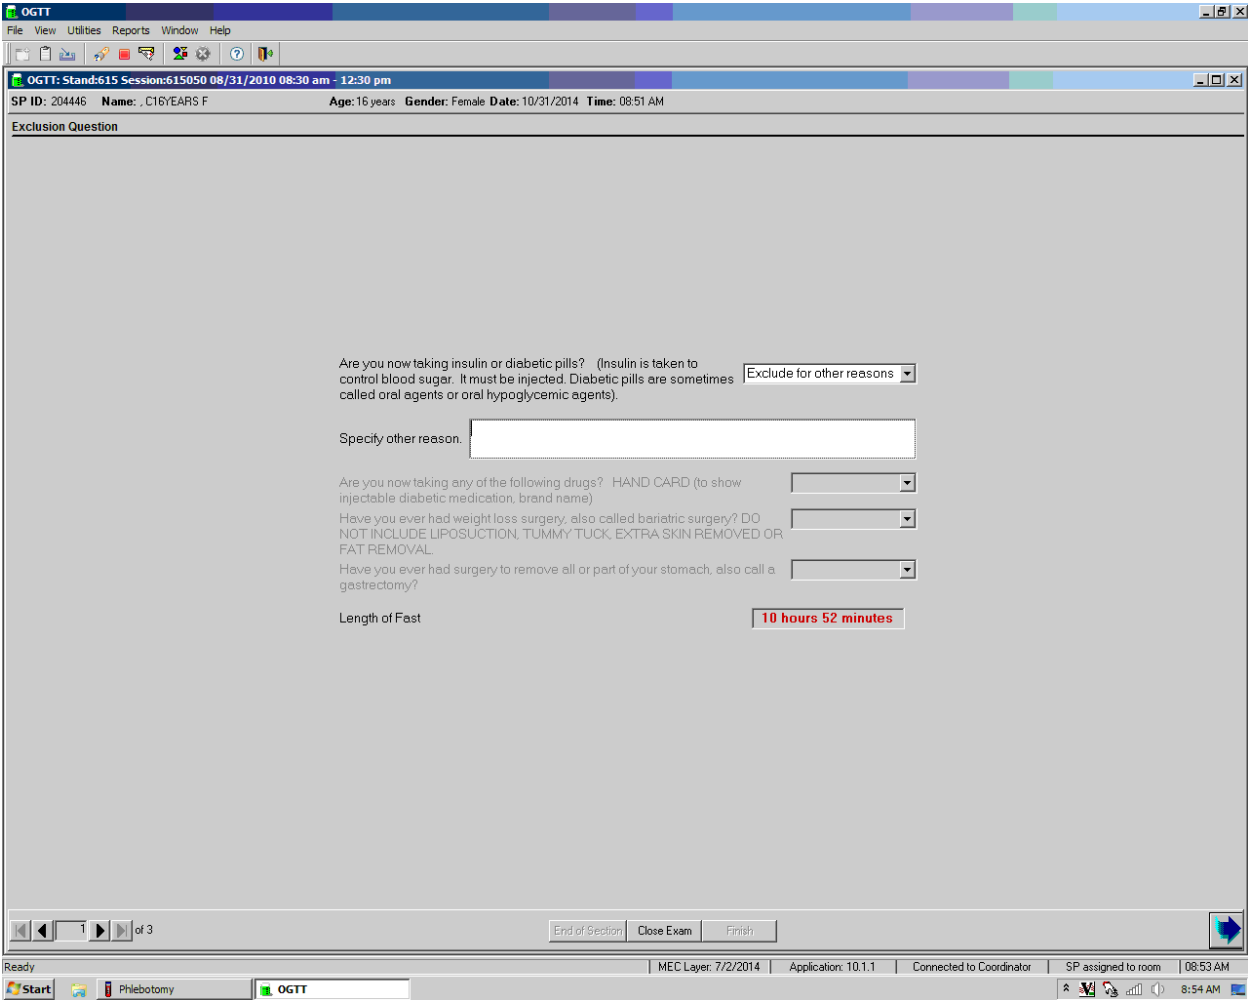 OGTT
File View Utilities Reports Window Help
OGTT: Stand:615 Session:615050 08/31/2010 08:30 am - 12:30 pm
SP ID: 204446 Name: , C16YEARS F Age: 16 years Gender: Female Date: 10/31/2014 Time: 08:51 AM
Exclusion Question
Are you now taking insulin or diabetic pills? (Insulin is taken to
control blood sugar. It must be injected. Diabetic pills are sometimes
called oral agents or oral hypoglycemic agents).
Exclude for other reasons
Specify other reason.
Are you now taking any of the following drugs? HAND CARD (to show
injectable diabetic medication, brand name)
Have you ever had weight loss surgery, also called bariatric surgery? DO
NOT INCLUDE LIPOSUCTION, TUMMY TUCK, EXTRA SKIN REMOVED OR
FAT REMOVAL.
Have you ever had surgery to remove all or part of your stomach, also call a
gastrectomy?
Length of Fast 10 hours 52 minutes
1 of 3 End of Section Close Exam Finish
Ready MEC Layer: 7/2/2014 Application: 10.1.1 Connected to Coordinator SP assigned to room 08:53 AM
Start Phlebotomy OGTT 8:54 AM